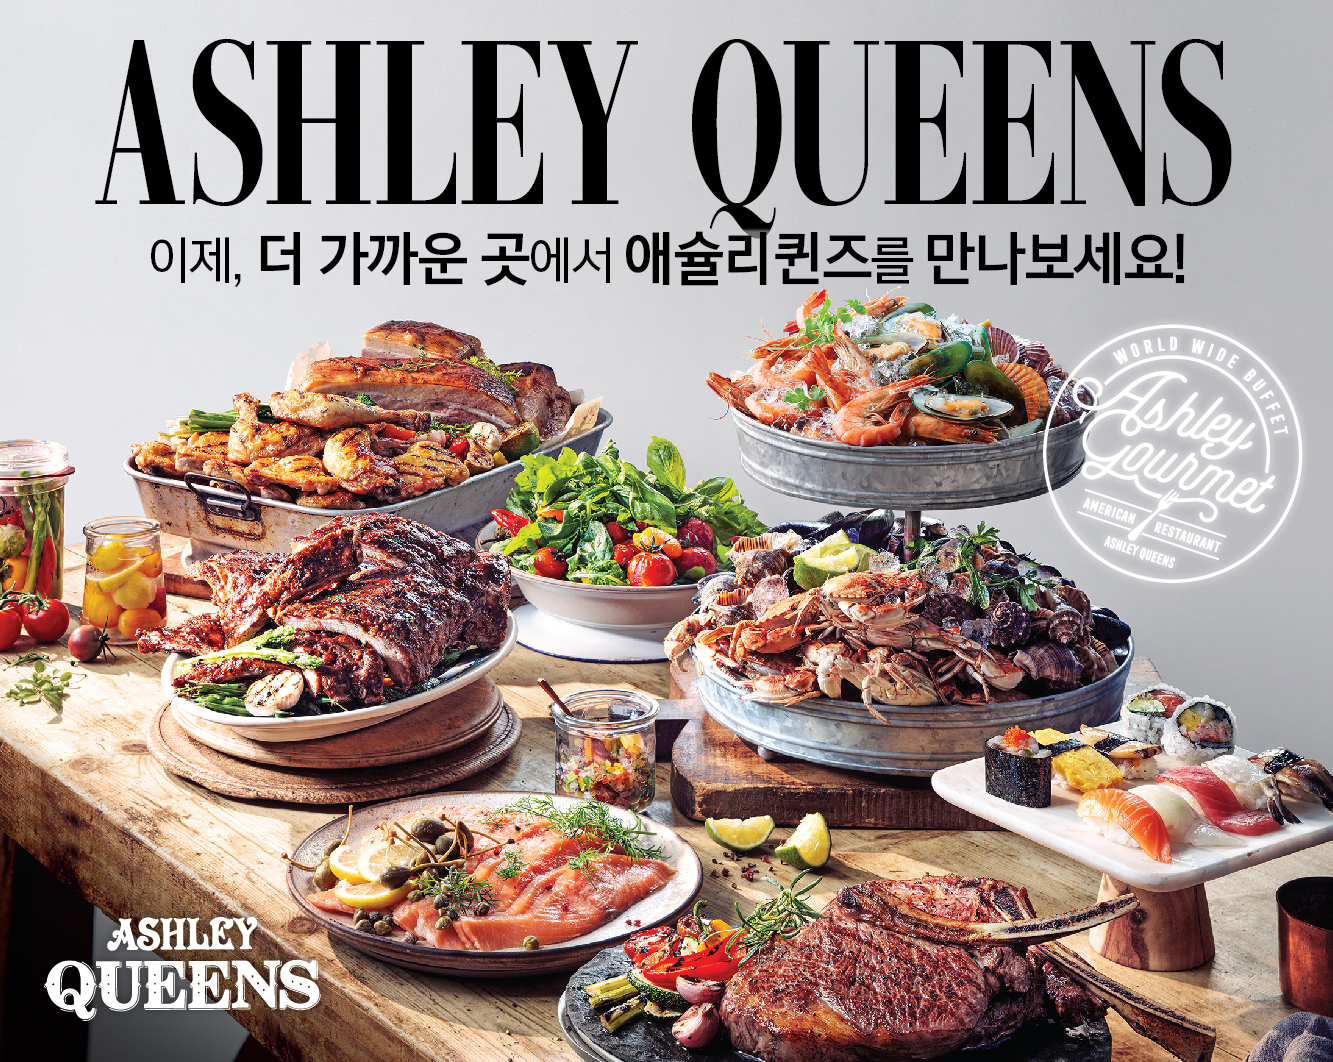 ASHLEY QUEENS
이제, 더 가까운 곳에서 애슐리퀸즈를 만나보세요!
WORLD WIDE BUFFET
Ashley
Gourmet
AMERICAN RESTAURANT
ASHLEY QUEENS
ASHLEY
QUEENS